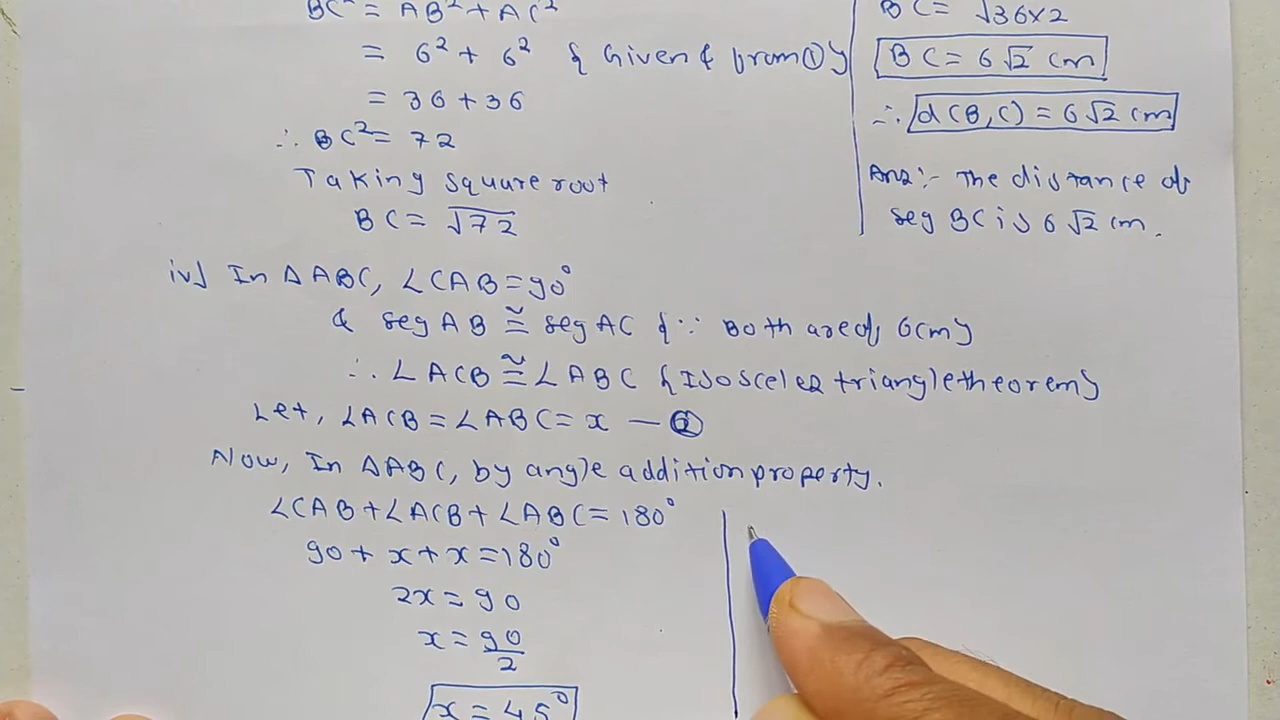 BC² = AB² + AC²
= 6² + 6² { Given & from ① }
= 36 + 36
∴ BC² = 72
Taking square root
BC = √72
BC = √36×2
BC = 6√2 cm
∴ d(B,C) = 6√2 cm
Ans:- The distance of
seg BC is 6√2 cm.
iv) In △ABC, ∠CAB = 90°
& seg AB ≅ seg AC { ∵ Both are of 6cm }
∴ ∠ACB ≅ ∠ABC { Isosceles triangle theorem }
Let, ∠ACB = ∠ABC = x — ②
Now, In △ABC, by angle addition property.
∠CAB + ∠ACB + ∠ABC = 180°
90 + x + x = 180°
2x = 90
x = 90/2
x = 45°